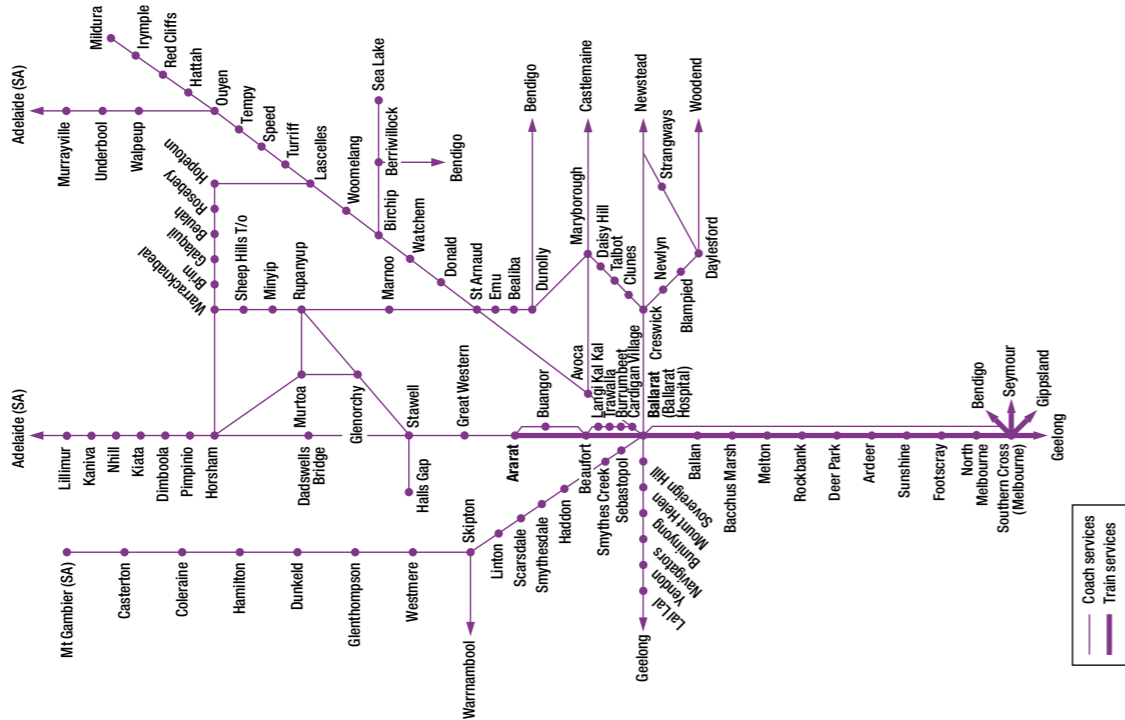 Mildura
Irymple
Red Cliffs
Hattah
Ouyen
Tempy
Speed
Turriff
Lascelles
Woomelang
Birchip
Watchem
Donald
St Arnaud
Emu
Bealiba
Dunolly
Adelaide (SA)
Murrayville
Underbool
Walpeup
Sea Lake
Berriwillock
Bendigo
Bendigo
Castlemaine
Newstead
Woodend
Hopetoun
Rosebery
Beulah
Galaquil
Brim
Warracknabeal
Sheep Hills T/o
Minyip
Rupanyup
Marnoo
Maryborough
Daisy Hill
Talbot
Clunes
Creswick
Newlyn
Blampied
Daylesford
Strangways
Avoca
Adelaide (SA)
Lillimur
Kaniva
Nhill
Kiata
Dimboola
Pimpinio
Horsham
Murtoa
Dadswells
Bridge
Glenorchy
Stawell
Halls Gap
Great Western
Ararat
Buangor
Beaufort
Langi Kal Kal
Trawalla
Burrumbeet
Cardigan Village
Ballarat
(Ballarat
Hospital)
Ballan
Bacchus Marsh
Melton
Rockbank
Deer Park
Ardeer
Sunshine
Footscray
North
Melbourne
Southern Cross
(Melbourne)
Bendigo
Seymour
Gippsland
Geelong
Mt Gambier (SA)
Casterton
Coleraine
Hamilton
Dunkeld
Glenthompson
Westmere
Skipton
Warrnambool
Linton
Scarsdale
Smythesdale
Haddon
Smythes Creek
Sebastopol
Sovereign Hill
Mount Helen
Buninyong
Navigators
Yendon
Lal Lal
Geelong
Coach services
Train services